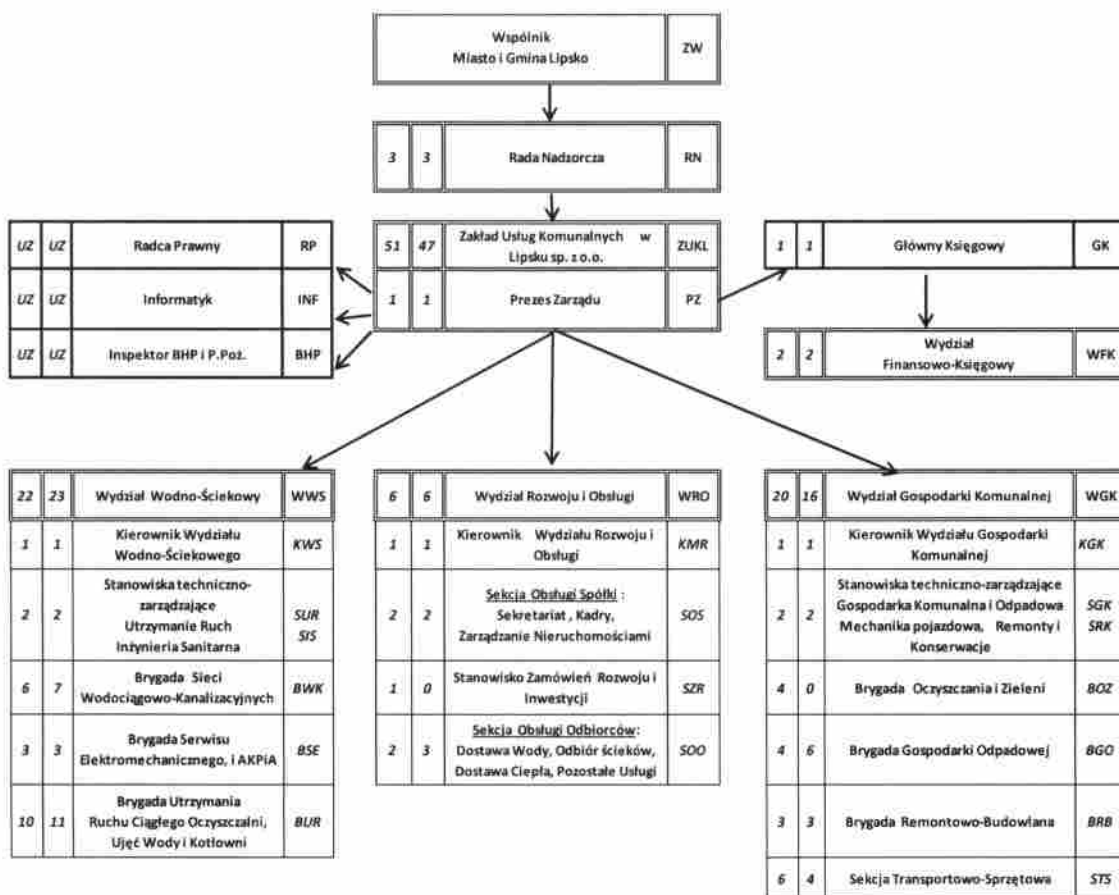 Wspólnik
Miasto i Gmina Lipsko
ZW
3 3 Rada Nadzorcza RN
UZ UZ Radca Prawny RP
UZ UZ Informatyk INF
UZ UZ Inspektor BHP i P.Poż. BHP
51 47 Zakład Usług Komunalnych w
Lipsku sp. z o.o.
ZUKL
1 1 Prezes Zarządu PZ
1 1 Główny Księgowy GK
2 2 Wydział
Finansowo-Księgowy
WFK
22 23 Wydział Wodno-Ściekowy WWS
1 1 Kierownik Wydziału
Wodno-Ściekowego
KWS
2 2 Stanowiska techniczno-
zarządzające
Utrzymanie Ruch
Inżynieria Sanitarna
SUR
SIS
6 7 Brygada Sieci
Wodociągowo-Kanalizacyjnych
BWK
3 3 Brygada Serwisu
Elektromechanicznego, i AKPiA
BSE
10 11 Brygada Utrzymania
Ruchu Ciągłego Oczyszczalni,
Ujęć Wody i Kotłowni
BUR
6 6 Wydział Rozwoju i Obsługi WRO
1 1 Kierownik Wydziału Rozwoju i
Obsługi
KMR
2 2 Sekcja Obsługi Spółki :
Sekretariat , Kadry,
Zarządzanie Nieruchomościami
SOS
1 0 Stanowisko Zamówień Rozwoju i
Inwestycji
SZR
2 3 Sekcja Obsługi Odbiorców:
Dostawa Wody, Odbiór ścieków,
Dostawa Ciepła, Pozostałe Usługi
SOO
20 16 Wydział Gospodarki Komunalnej WGK
1 1 Kierownik Wydziału Gospodarki
Komunalnej
KGK
2 2 Stanowiska techniczno-zarządzające
Gospodarka Komunalna i Odpadowa
Mechanika pojazdowa, Remonty i
Konserwacje
SGK
SRK
4 0 Brygada Oczyszczania i Zieleni BOZ
4 6 Brygada Gospodarki Odpadowej BGO
3 3 Brygada Remontowo-Budowlana BRB
6 4 Sekcja Transportowo-Sprzętowa STS